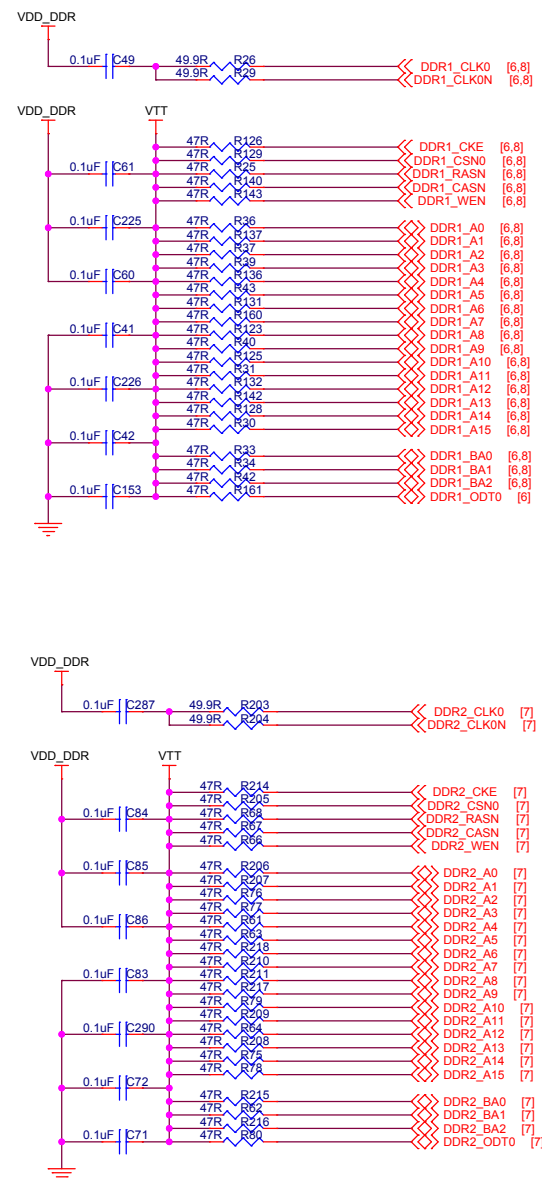 VDD_DDR
0.1uF C49 49.9R R26 DDR1_CLK0 [6,8]
49.9R R29 DDR1_CLK0N [6,8]
VDD_DDR VTT
47R R126 DDR1_CKE [6,8]
47R R129 DDR1_CSN0 [6,8]
0.1uF C61 47R R25 DDR1_RASN [6,8]
47R R140 DDR1_CASN [6,8]
47R R143 DDR1_WEN [6,8]
0.1uF C225 47R R36 DDR1_A0 [6,8]
47R R137 DDR1_A1 [6,8]
47R R37 DDR1_A2 [6,8]
47R R39 DDR1_A3 [6,8]
0.1uF C60 47R R136 DDR1_A4 [6,8]
47R R43 DDR1_A5 [6,8]
47R R131 DDR1_A6 [6,8]
47R R160 DDR1_A7 [6,8]
0.1uF C41 47R R123 DDR1_A8 [6,8]
47R R40 DDR1_A9 [6,8]
47R R125 DDR1_A10 [6,8]
47R R31 DDR1_A11 [6,8]
0.1uF C226 47R R132 DDR1_A12 [6,8]
47R R142 DDR1_A13 [6,8]
47R R128 DDR1_A14 [6,8]
47R R30 DDR1_A15 [6,8]
0.1uF C42
47R R33 DDR1_BA0 [6,8]
47R R34 DDR1_BA1 [6,8]
47R R42 DDR1_BA2 [6,8]
0.1uF C153 47R R161 DDR1_ODT0 [6]
VDD_DDR
0.1uF C287 49.9R R203 DDR2_CLK0 [7]
49.9R R204 DDR2_CLK0N [7]
VDD_DDR VTT
47R R214 DDR2_CKE [7]
47R R205 DDR2_CSN0 [7]
0.1uF C84 47R R68 DDR2_RASN [7]
47R R67 DDR2_CASN [7]
47R R66 DDR2_WEN [7]
0.1uF C85 47R R206 DDR2_A0 [7]
47R R207 DDR2_A1 [7]
47R R76 DDR2_A2 [7]
47R R77 DDR2_A3 [7]
0.1uF C86 47R R61 DDR2_A4 [7]
47R R63 DDR2_A5 [7]
47R R218 DDR2_A6 [7]
47R R210 DDR2_A7 [7]
0.1uF C83 47R R211 DDR2_A8 [7]
47R R217 DDR2_A9 [7]
47R R79 DDR2_A10 [7]
47R R209 DDR2_A11 [7]
0.1uF C290 47R R64 DDR2_A12 [7]
47R R208 DDR2_A13 [7]
47R R75 DDR2_A14 [7]
47R R78 DDR2_A15 [7]
0.1uF C72
47R R215 DDR2_BA0 [7]
47R R62 DDR2_BA1 [7]
47R R216 DDR2_BA2 [7]
0.1uF C71 47R R80 DDR2_ODT0 [7]